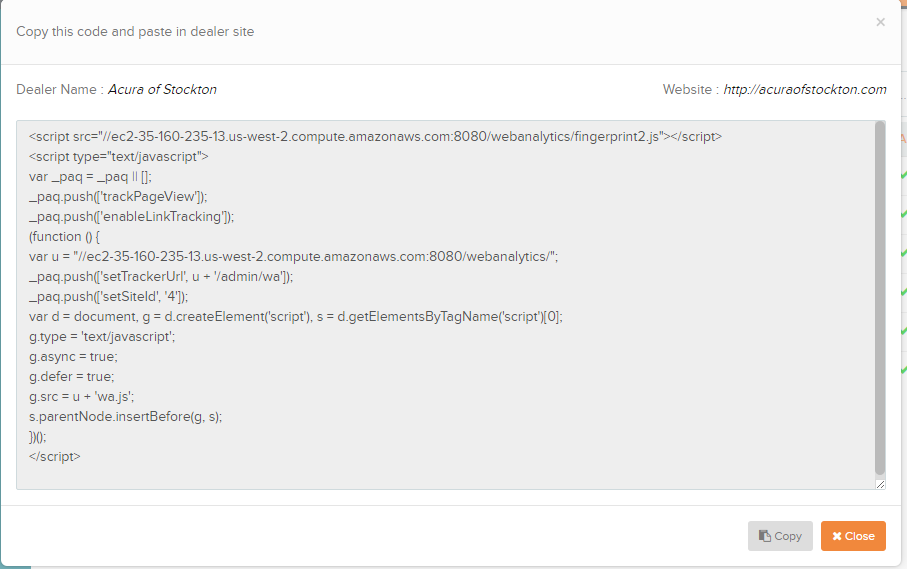 Copy this code and paste in dealer site
×
Dealer Name : Acura of Stockton
Website : http://acuraofstockton.com
<script src="//ec2-35-160-235-13.us-west-2.compute.amazonaws.com:8080/webanalytics/fingerprint2.js"></script>
<script type="text/javascript">
var _paq = _paq || [];
_paq.push(['trackPageView']);
_paq.push(['enableLinkTracking']);
(function () {
var u = "//ec2-35-160-235-13.us-west-2.compute.amazonaws.com:8080/webanalytics/";
_paq.push(['setTrackerUrl', u + '/admin/wa']);
_paq.push(['setSiteId', '4']);
var d = document, g = d.createElement('script'), s = d.getElementsByTagName('script')[0];
g.type = 'text/javascript';
g.async = true;
g.defer = true;
g.src = u + 'wa.js';
s.parentNode.insertBefore(g, s);
})();
</script>
Copy
Close